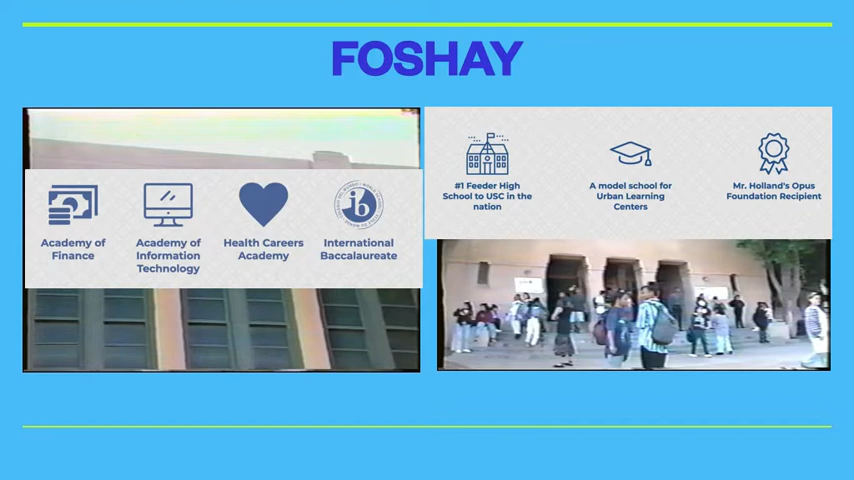 FOSHAY
Academy of
Finance
Academy of
Information
Technology
Health Careers
Academy
ib
International
Baccalaureate
#1 Feeder High
School to USC in the
nation
A model school for
Urban Learning
Centers
Mr. Holland's Opus
Foundation Recipient